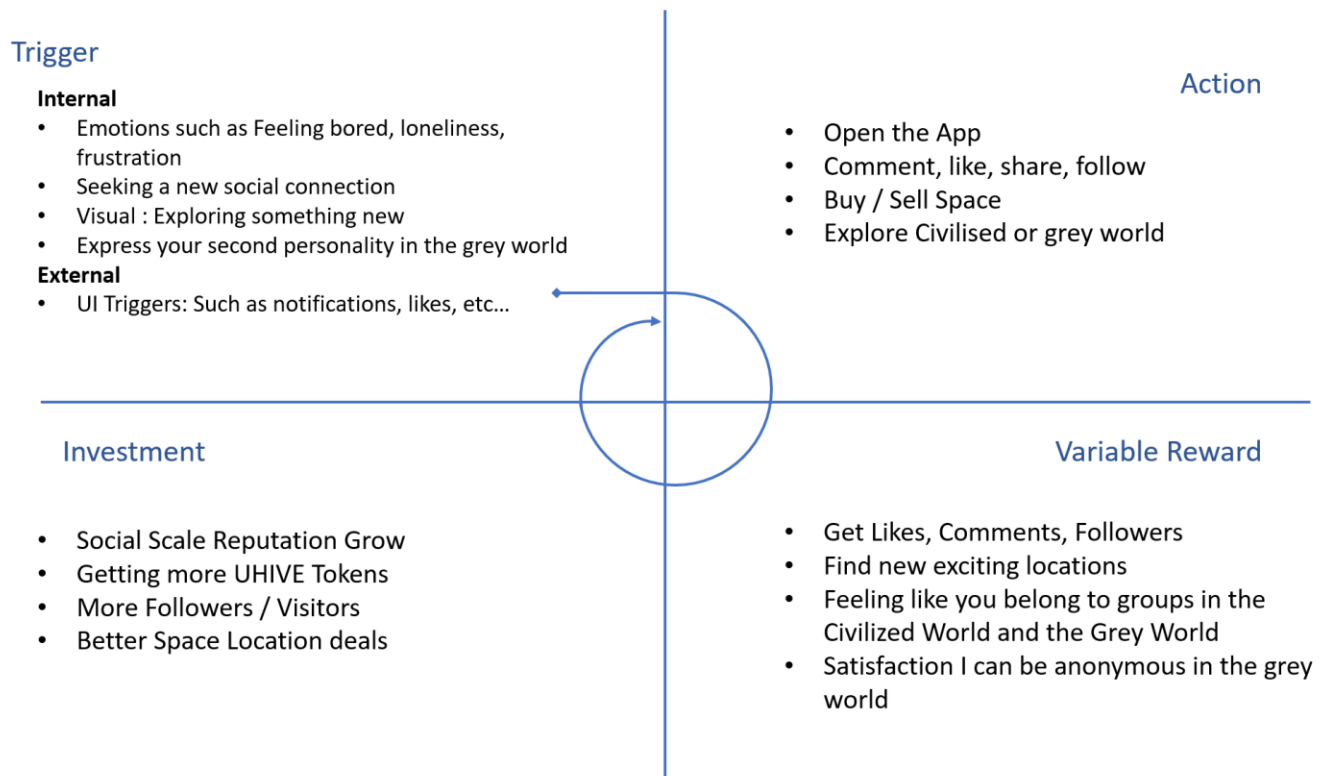 Trigger
Internal
• Emotions such as Feeling bored, loneliness,
frustration
• Seeking a new social connection
• Visual : Exploring something new
• Express your second personality in the grey world
External
• UI Triggers: Such as notifications, likes, etc...
Action
• Open the App
• Comment, like, share, follow
• Buy / Sell Space
• Explore Civilised or grey world
Investment
• Social Scale Reputation Grow
• Getting more UHIVE Tokens
• More Followers / Visitors
• Better Space Location deals
Variable Reward
• Get Likes, Comments, Followers
• Find new exciting locations
• Feeling like you belong to groups in the
Civilized World and the Grey World
• Satisfaction I can be anonymous in the grey
world